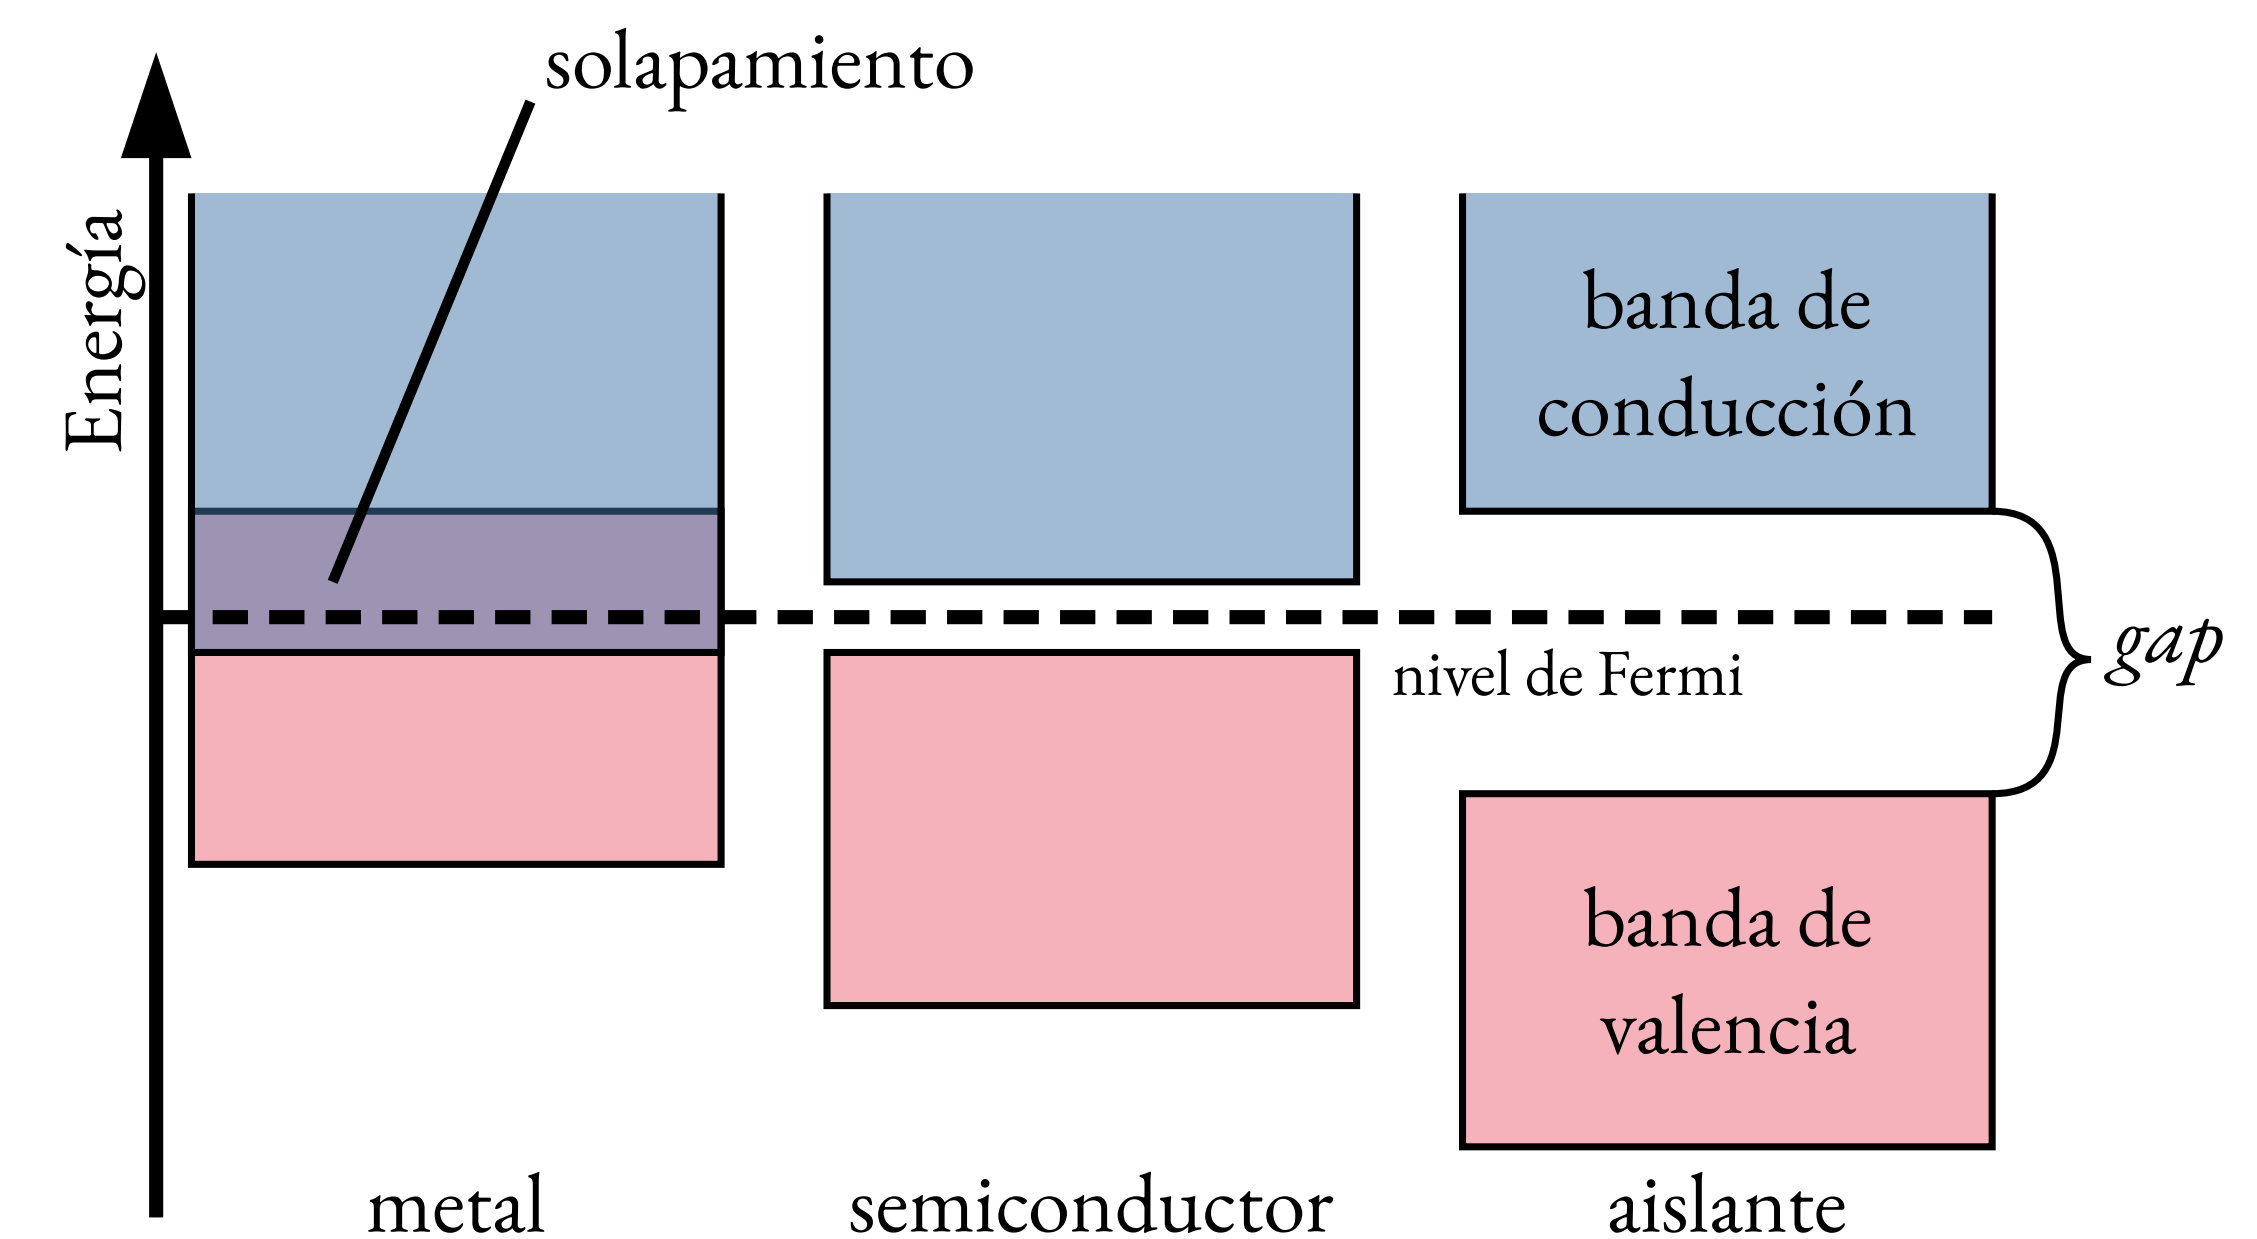 solapamiento
Energía
banda de
conducción
nivel de Fermi
gap
banda de
valencia
metal
semiconductor
aislante